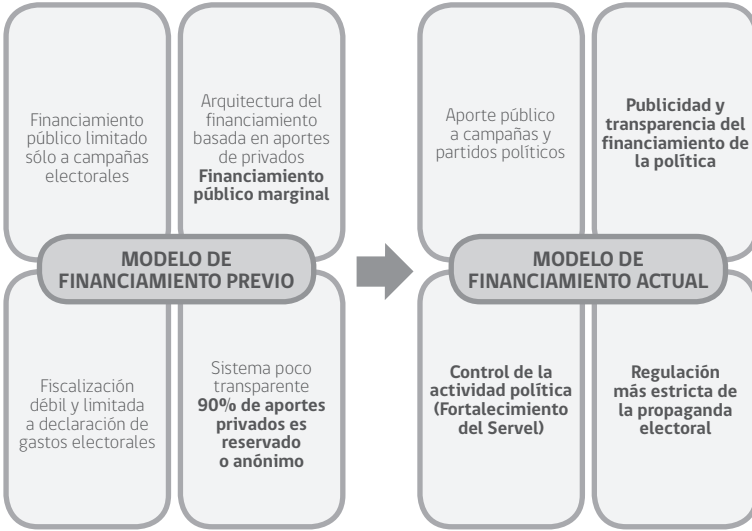 Financiamiento
público limitado
sólo a campañas
electorales
Arquitectura del
financiamiento
basada en aportes
de privados
Financiamiento
público marginal
MODELO DE
FINANCIAMIENTO PREVIO
Fiscalización
débil y limitada
a declaración de
gastos electorales
Sistema poco
transparente
90% de aportes
privados es
reservado
o anónimo
Aporte público
a campañas y
partidos políticos
Publicidad y
transparencia del
financiamiento de
la política
MODELO DE
FINANCIAMIENTO ACTUAL
Control de la
actividad política
(Fortalecimiento
del Servel)
Regulación
más estricta de
la propaganda
electoral